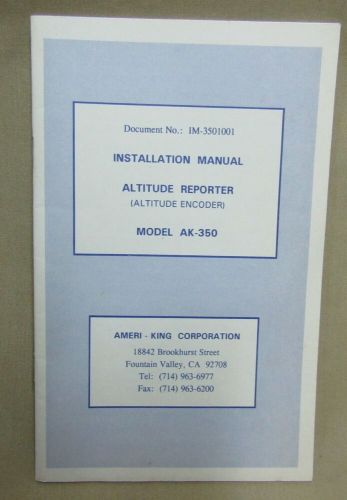 Document No.: IM-3501001
INSTALLATION MANUAL
ALTITUDE REPORTER
(ALTITUDE ENCODER)
MODEL AK-350
AMERI - KING CORPORATION
18842 Brookhurst Street
Fountain Valley, CA 92708
Tel: (714) 963-6977
Fax: (714) 963-6200